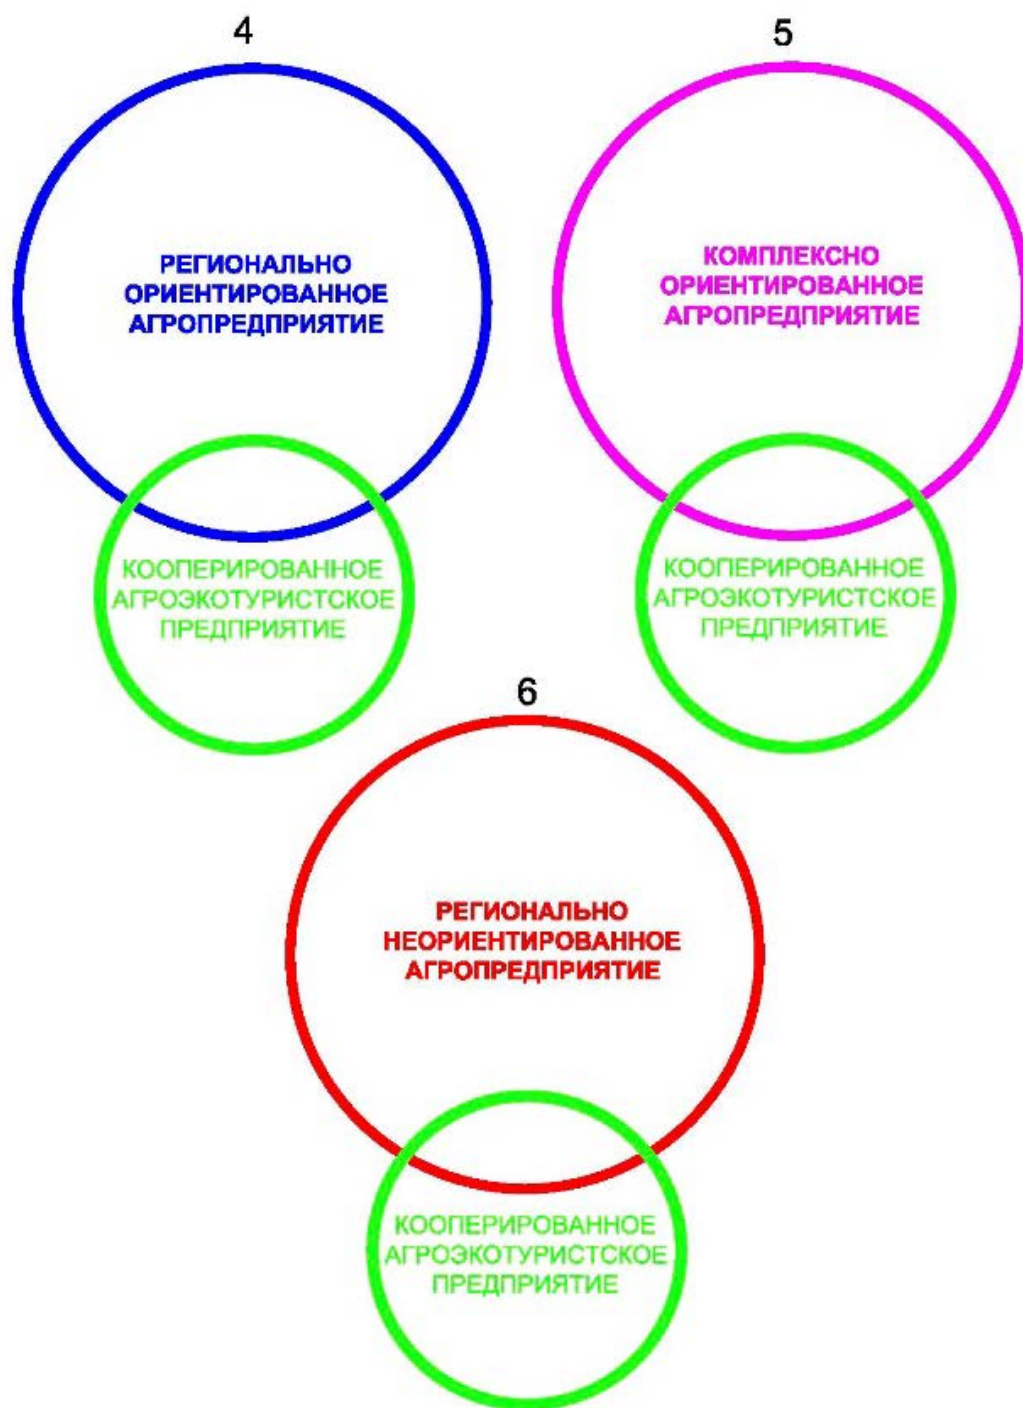 4
РЕГИОНАЛЬНО
ОРИЕНТИРОВАННОЕ
АГРОПРЕДПРИЯТИЕ
КООПЕРИРОВАННОЕ
АГРОЭКОТУРИСТСКОЕ
ПРЕДПРИЯТИЕ
5
КОМПЛЕКСНО
ОРИЕНТИРОВАННОЕ
АГРОПРЕДПРИЯТИЕ
КООПЕРИРОВАННОЕ
АГРОЭКОТУРИСТСКОЕ
ПРЕДПРИЯТИЕ
6
РЕГИОНАЛЬНО
НЕОРИЕНТИРОВАННОЕ
АГРОПРЕДПРИЯТИЕ
КООПЕРИРОВАННОЕ
АГРОЭКОТУРИСТСКОЕ
ПРЕДПРИЯТИЕ